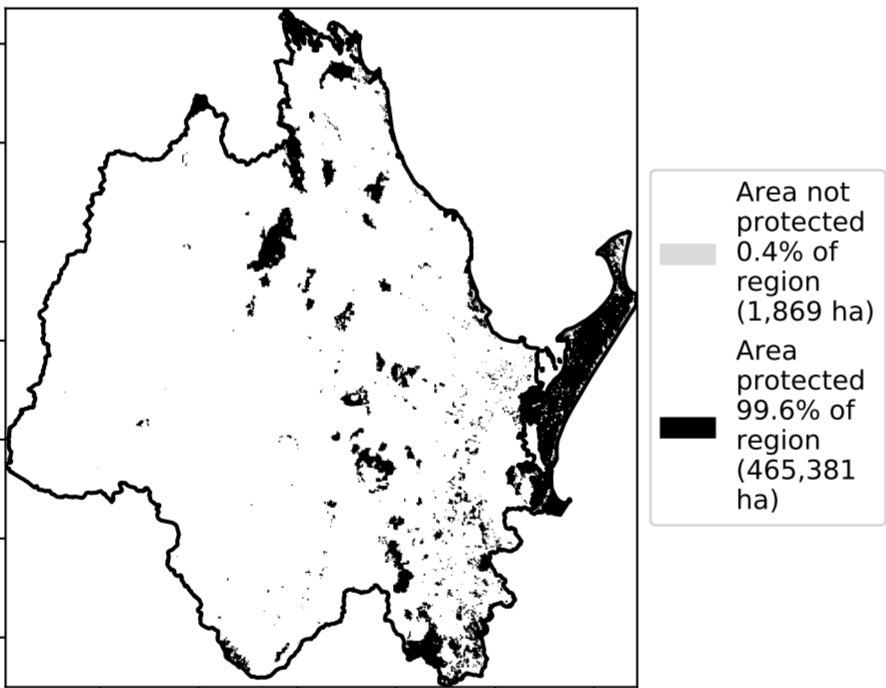 Area not
protected
0.4% of
region
(1,869 ha)
Area
protected
99.6% of
region
(465,381
ha)